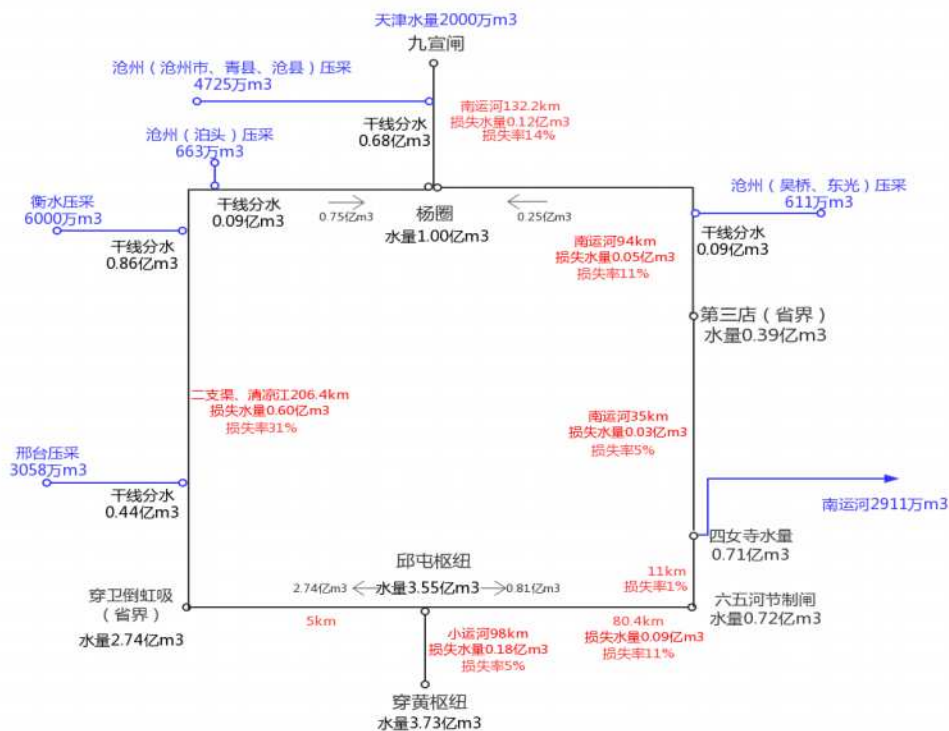 天津水量2000万m3
九宣闸
沧州（沧州市、青县、沧县）压采
4725万m3
南运河132.2km
损失水量0.12亿m3
损失率14%
干线分水
0.68亿m3
沧州（泊头）压采
663万m3
衡水压采
6000万m3
干线分水
0.86亿m3
干线分水
0.09亿m3
0.75亿m3
杨圈
水量1.00亿m3
0.25亿m3
沧州（吴桥、东光）压采
611万m3
干线分水
0.09亿m3
南运河94km
损失水量0.05亿m3
损失率11%
第三店（省界）
水量0.39亿m3
二支渠、清凉江206.4km
损失水量0.60亿m3
损失率31%
南运河35km
损失水量0.03亿m3
损失率5%
邢台压采
3058万m3
干线分水
0.44亿m3
南运河2911万m3
四女寺水量
0.71亿m3
邱屯枢纽
2.74亿m3
水量3.55亿m3
0.81亿m3
11km
损失率1%
穿卫倒虹吸
（省界）
水量2.74亿m3
六五河节制闸
水量0.72亿m3
5km
80.4km
损失水量0.09亿m3
损失率11%
小运河98km
损失水量0.18亿m3
损失率5%
穿黄枢纽
水量3.73亿m3